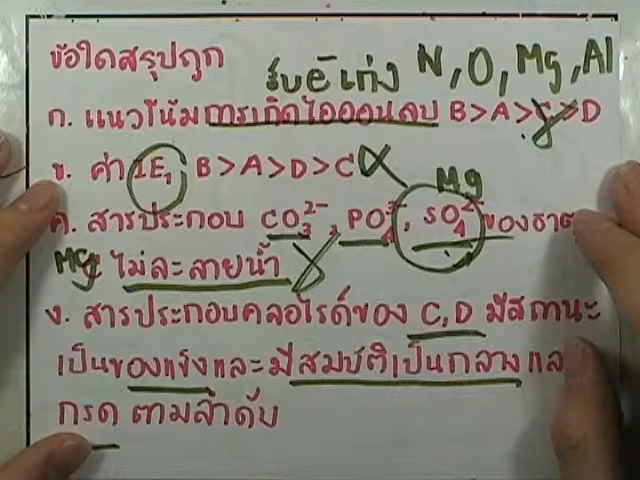 ข้อใดสรุปถูก
รับe⁻เก่ง N, O, Mg, Al
ก. แนวโน้มการเกิดไอออนลบ B > A > C > D
ข. ค่า IE₁ B > A > D > C
Mg
ค. สารประกอบ CO₃²⁻, PO₄³⁻, SO₄²⁻ ของธาตุ
Mg ไม่ละลายน้ำ
ง. สารประกอบคลอไรด์ของ C, D มีสถานะ
เป็นของแข็งและมีสมบัติเป็นกลางและ
กรด ตามลำดับ